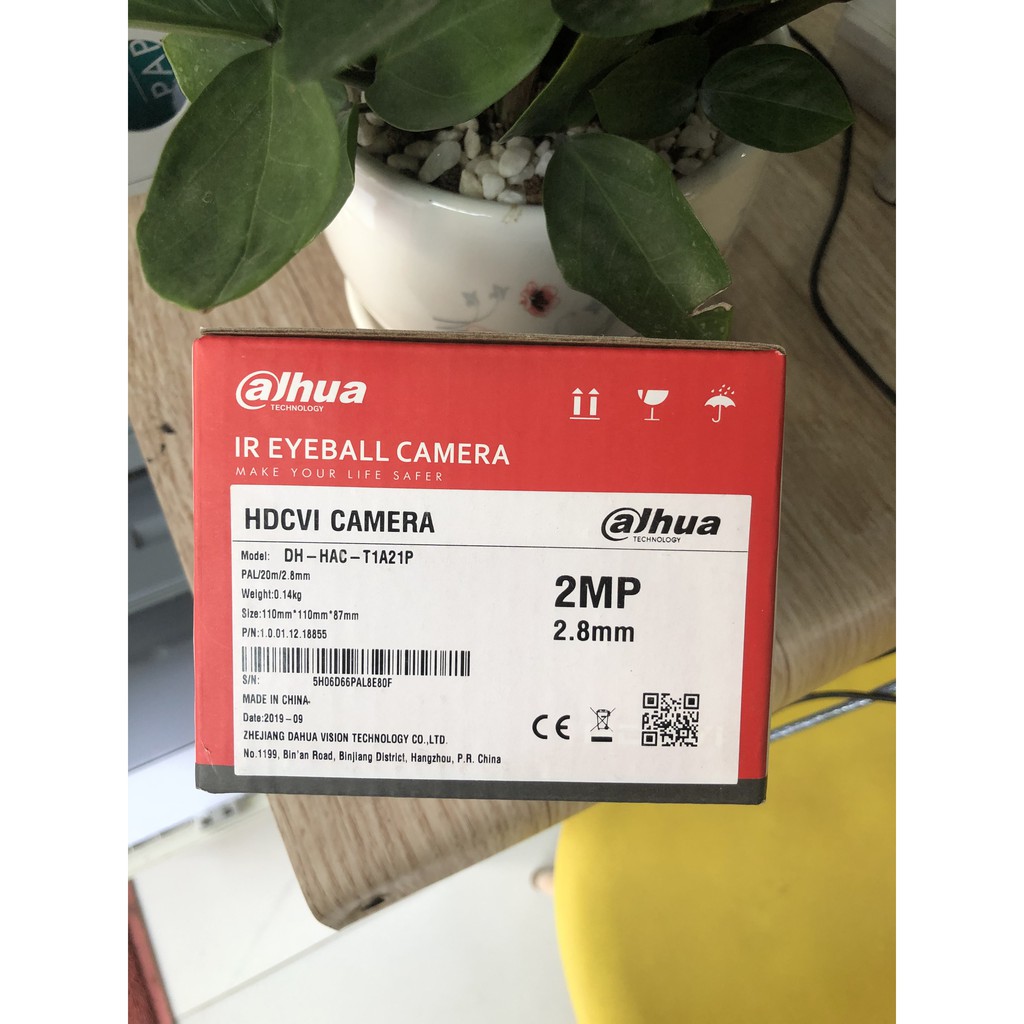 PAP
alhua
TECHNOLOGY
IR EYEBALL CAMERA
MAKE YOUR LIFE SAFER
HDCVI CAMERA
alhua
TECHNOLOGY
Model: DH-HAC-T1A21P
PAL/20m/2.8mm
Weight:0.14kg
Size:110mm*110mm*87mm
P/N:1.0.01.12.18855
2MP
2.8mm
S/N: 5H06D66PAL8E80F
MADE IN CHINA
Date:2019-09
ZHEJIANG DAHUA VISION TECHNOLOGY CO.,LTD.
No.1199, Bin'an Road, Binjiang District, Hangzhou, P.R. China
CE